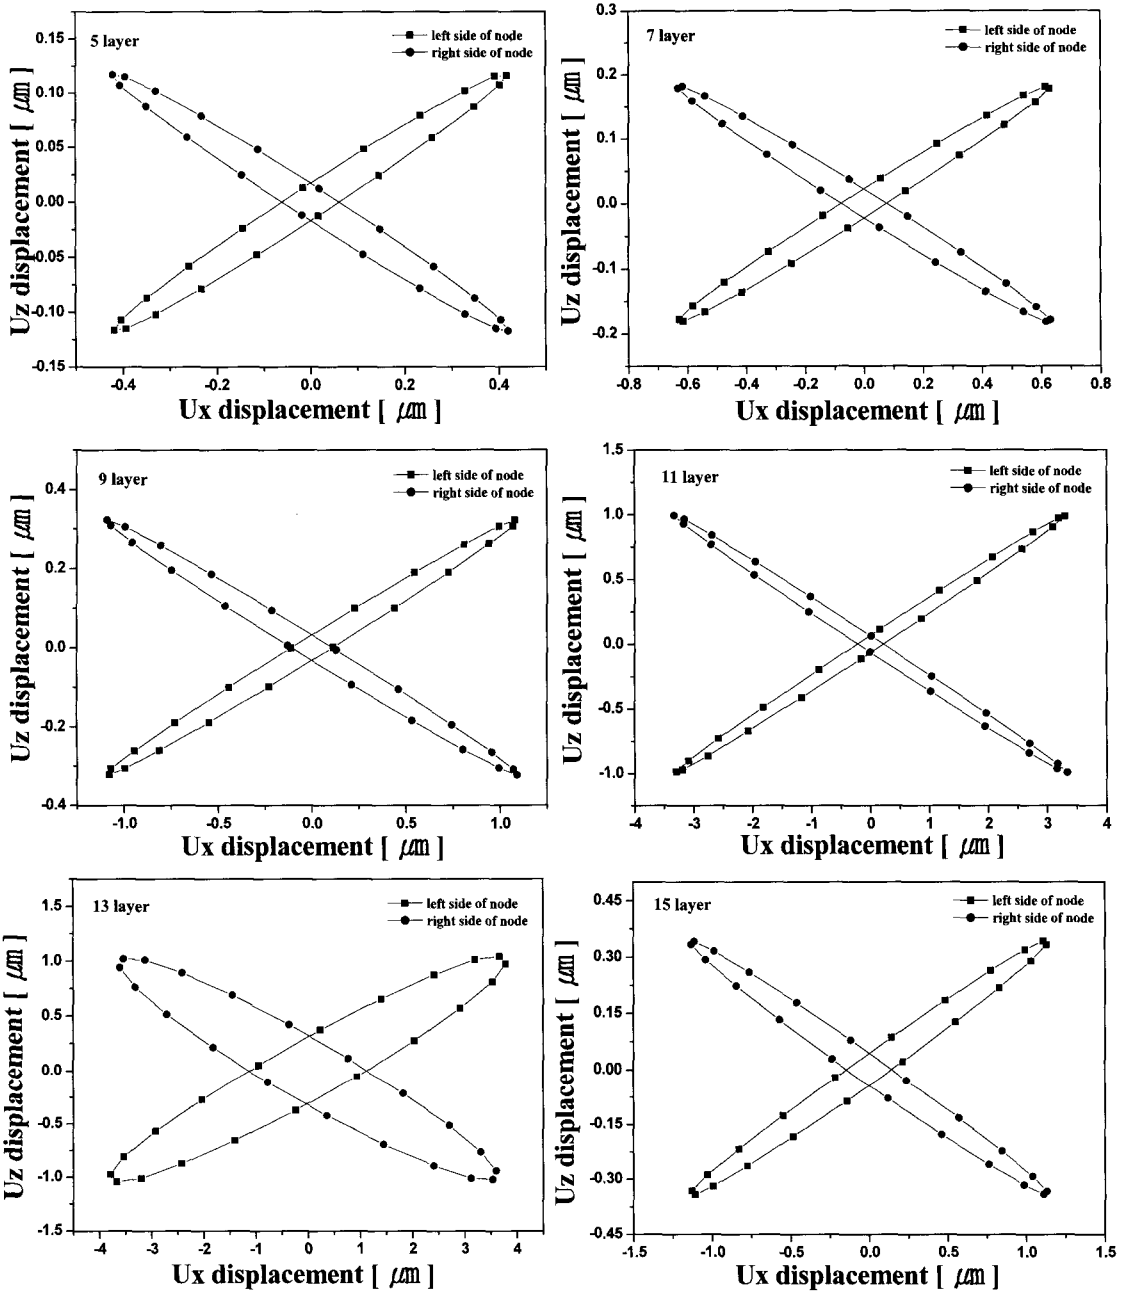 5 layer
left side of node
right side of node
0.15
0.10
0.05
0.00
-0.05
-0.10
-0.15
-0.4 -0.2 0.0 0.2 0.4
Uz displacement [ ㎛ ]
Ux displacement [ ㎛ ]
7 layer
left side of node
right side of node
0.3
0.2
0.1
0.0
-0.1
-0.2
-0.8 -0.6 -0.4 -0.2 0.0 0.2 0.4 0.6 0.8
Uz displacement [ ㎛ ]
Ux displacement [ ㎛ ]
9 layer
left side of node
right side of node
0.4
0.2
0.0
-0.2
-0.4
-1.0 -0.5 0.0 0.5 1.0
Uz displacement [ ㎛ ]
Ux displacement [ ㎛ ]
11 layer
left side of node
right side of node
1.5
1.0
0.5
0.0
-0.5
-1.0
-4 -3 -2 -1 0 1 2 3 4
Uz displacement [ ㎛ ]
Ux displacement [ ㎛ ]
13 layer
left side of node
right side of node
1.5
1.0
0.5
0.0
-0.5
-1.0
-1.5
-4 -3 -2 -1 0 1 2 3 4
Uz displacement [ ㎛ ]
Ux displacement [ ㎛ ]
15 layer
left side of node
right side of node
0.45
0.30
0.15
0.00
-0.15
-0.30
-0.45
-1.5 -1.0 -0.5 0.0 0.5 1.0 1.5
Uz displacement [ ㎛ ]
Ux displacement [ ㎛ ]